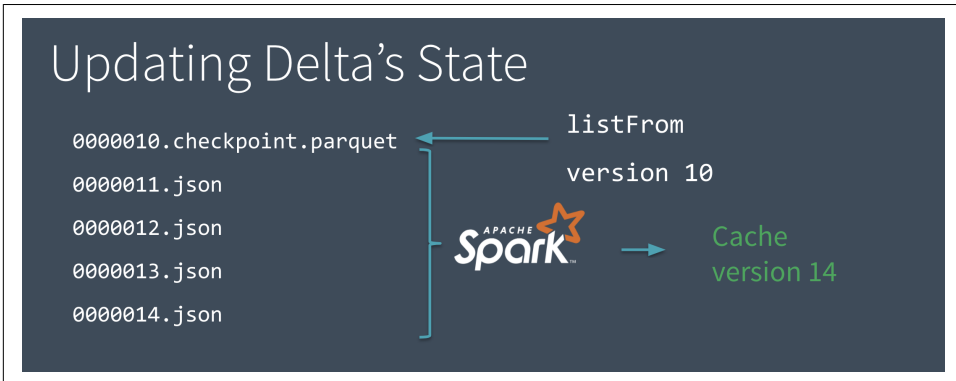 Updating Delta's State
0000010.checkpoint.parquet
0000011.json
0000012.json
0000013.json
0000014.json
listFrom
version 10
APACHE
Spark™
Cache
version 14